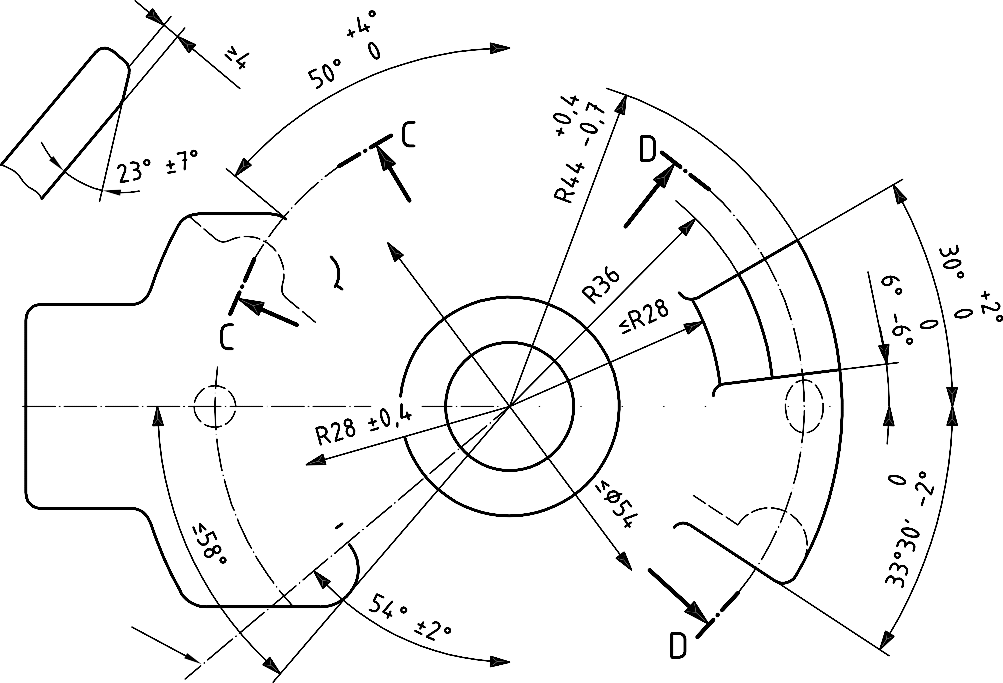 ≥4
23° ±7°
50° +4° 0
C
C
D
R44 +0,4 -0,7
R36
≤R28
6° 0 -6°
30° +2° 0
R28 ±0,4
≤58°
54° ±2°
≤Ø54
33°30′ 0 -2°
D